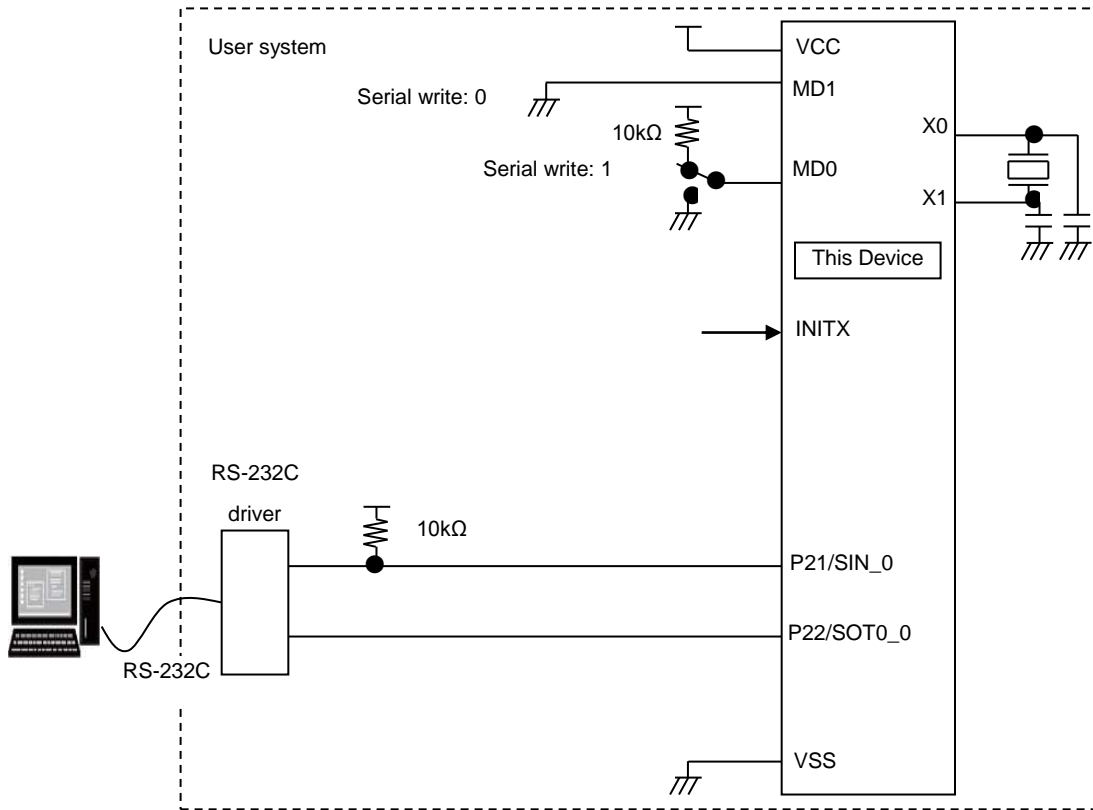 User system
VCC
MD1
Serial write: 0
10kΩ
X0
Serial write: 1
MD0
X1
This Device
INITX
RS-232C
driver
10kΩ
P21/SIN_0
P22/SOT0_0
RS-232C
VSS